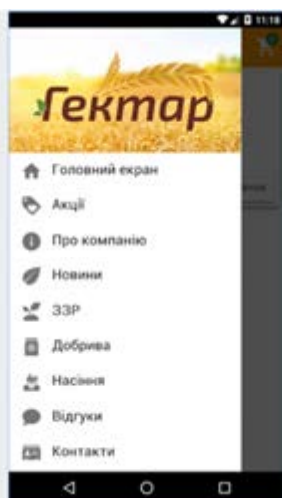 11:18
Гектар
Головний екран
Акції
Про компанію
Новини
ЗЗР
Добрива
Насіння
Відгуки
Контакти